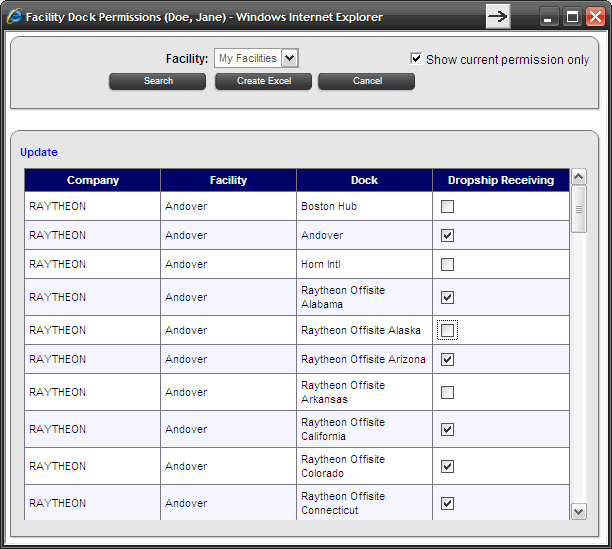 Facility Dock Permissions (Doe, Jane) - Windows Internet Explorer
Facility: My Facilities Show current permission only
Search Create Excel Cancel
Update
Company Facility Dock Dropship Receiving
RAYTHEON Andover Boston Hub
RAYTHEON Andover Andover
RAYTHEON Andover Horn Intl
RAYTHEON Andover Raytheon Offisite
Alabama
RAYTHEON Andover Raytheon Offisite Alaska
RAYTHEON Andover Raytheon Offisite Arizona
RAYTHEON Andover Raytheon Offisite
Arkansas
RAYTHEON Andover Raytheon Offisite
California
RAYTHEON Andover Raytheon Offisite
Colorado
RAYTHEON Andover Raytheon Offisite
Connecticut